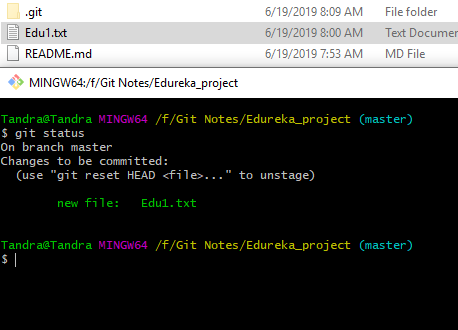 .git 6/19/2019 8:09 AM File folder
Edu1.txt 6/19/2019 8:00 AM Text Documer
README.md 6/19/2019 7:53 AM MD File
MINGW64:/f/Git Notes/Edureka_project
Tandra@Tandra MINGW64 /f/Git Notes/Edureka_project (master)
$ git status
On branch master
Changes to be committed:
(use "git reset HEAD <file>..." to unstage)
new file: Edu1.txt
Tandra@Tandra MINGW64 /f/Git Notes/Edureka_project (master)
$